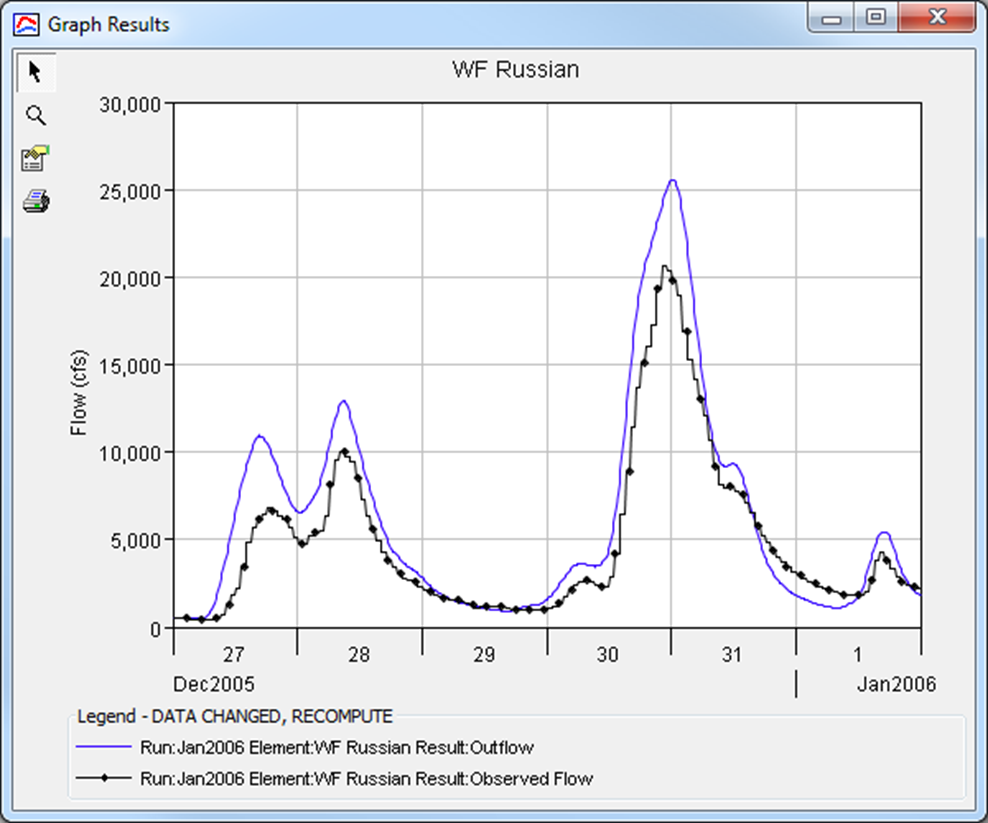 Graph Results
WF Russian
30,000
25,000
20,000
15,000
10,000
5,000
0
Flow (cfs)
27 28 29 30 31 1
Dec2005 Jan2006
Legend - DATA CHANGED, RECOMPUTE
Run:Jan2006 Element:WF Russian Result:Outflow
Run:Jan2006 Element:WF Russian Result:Observed Flow